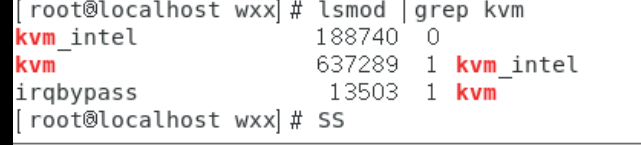 [root@localhost wxx]# lsmod |grep kvm
kvm_intel 188740 0
kvm 637289 1 kvm_intel
irqbypass 13503 1 kvm
[root@localhost wxx]# SS